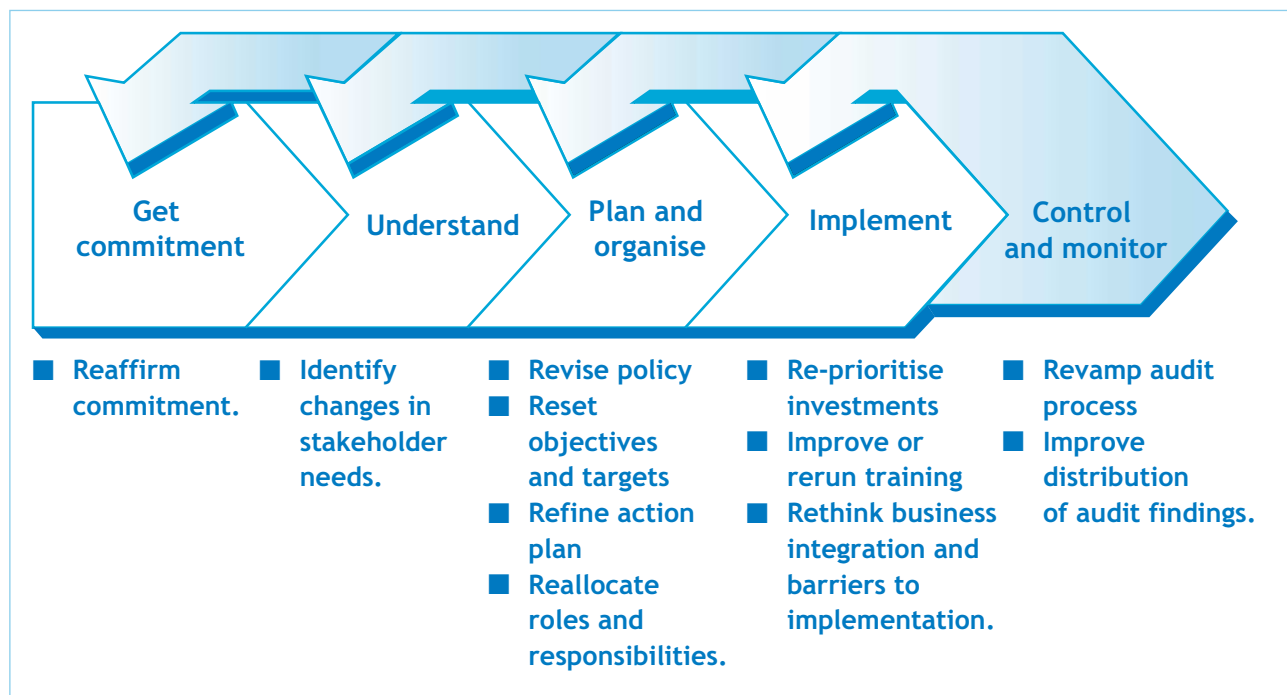 Get
commitment
Understand
Plan and
organise
Implement
Control
and monitor
■ Reaffirm
commitment.
■ Identify
changes in
stakeholder
needs.
■ Revise policy
■ Reset
objectives
and targets
■ Refine action
plan
■ Reallocate
roles and
responsibilities.
■ Re-prioritise
investments
■ Improve or
rerun training
■ Rethink business
integration and
barriers to
implementation.
■ Revamp audit
process
■ Improve
distribution
of audit findings.